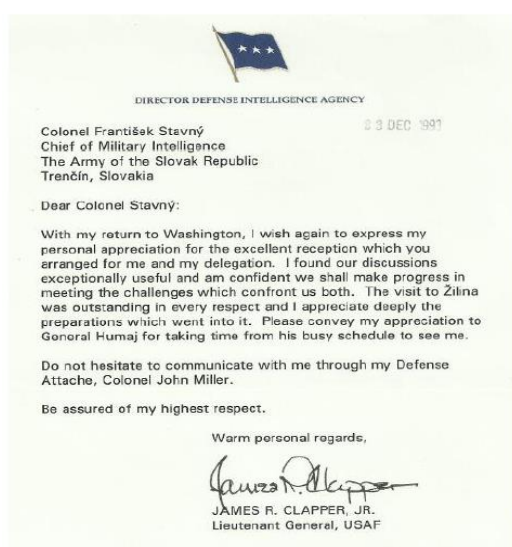 DIRECTOR DEFENSE INTELLIGENCE AGENCY
DEC 1993
Colonel František Stavný
Chief of Military Intelligence
The Army of the Slovak Republic
Trenčín, Slovakia
Dear Colonel Stavný:
With my return to Washington, I wish again to express my
personal appreciation for the excellent reception which you
arranged for me and my delegation. I found our discussions
exceptionally useful and am confident we shall make progress in
meeting the challenges which confront us both. The visit to Žilina
was outstanding in every respect and I appreciate deeply the
preparations which went into it. Please convey my appreciation to
General Humaj for taking time from his busy schedule to see me.
Do not hesitate to communicate with me through my Defense
Attache, Colonel John Miller.
Be assured of my highest respect.
Warm personal regards,
James R. Clapper
JAMES R. CLAPPER, JR.
Lieutenant General, USAF